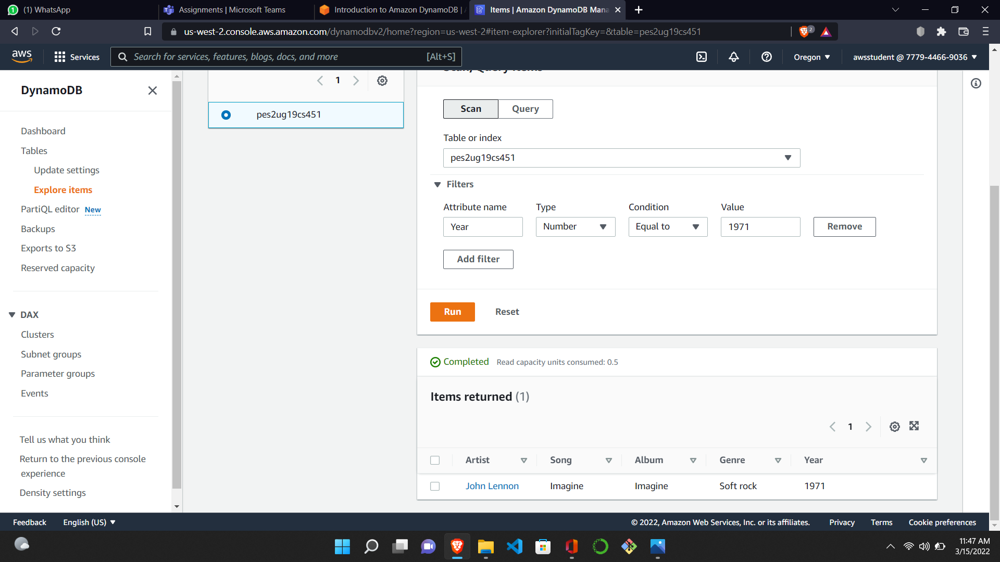 (1) WhatsApp
Assignments | Microsoft Teams
Introduction to Amazon DynamoDB |
Items | Amazon DynamoDB Mana
us-west-2.console.aws.amazon.com/dynamodbv2/home?region=us-west-2#item-explorer?initialTagKey=&table=pes2ug19cs451
2
aws
Services
Search for services, features, blogs, docs, and more
[Alt+S]
Oregon
awsstudent @ 7779-4466-9036
DynamoDB
Dashboard
Tables
Update settings
Explore items
PartiQL editor New
Backups
Exports to S3
Reserved capacity
DAX
Clusters
Subnet groups
Parameter groups
Events
Tell us what you think
Return to the previous console
experience
Density settings
1
pes2ug19cs451
Scan/Query items
Scan
Query
Table or index
pes2ug19cs451
Filters
Attribute name Type Condition Value
Year Number Equal to 1971 Remove
Add filter
Run Reset
Completed Read capacity units consumed: 0.5
Items returned (1)
1
Artist Song Album Genre Year
John Lennon Imagine Imagine Soft rock 1971
Feedback English (US)
© 2022, Amazon Web Services, Inc. or its affiliates. Privacy Terms Cookie preferences
11:47 AM
3/15/2022